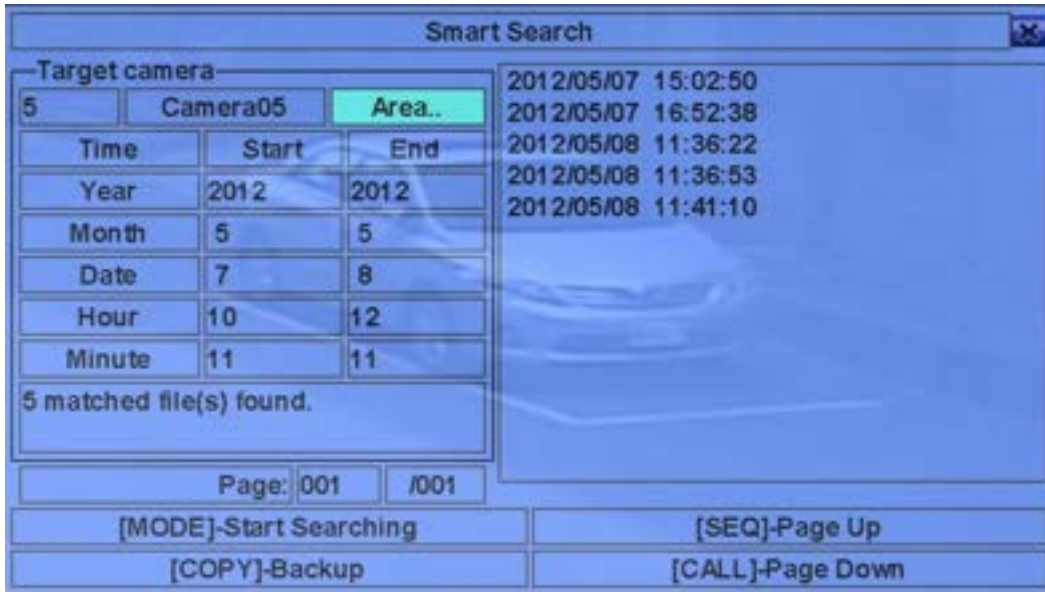 Smart Search
Target camera
5 Camera05 Area..
Time Start End
Year 2012 2012
Month 5 5
Date 7 8
Hour 10 12
Minute 11 11
5 matched file(s) found.
Page: 001 /001
2012/05/07 15:02:50
2012/05/07 16:52:38
2012/05/08 11:36:22
2012/05/08 11:36:53
2012/05/08 11:41:10
[MODE]-Start Searching [SEQ]-Page Up
[COPY]-Backup [CALL]-Page Down